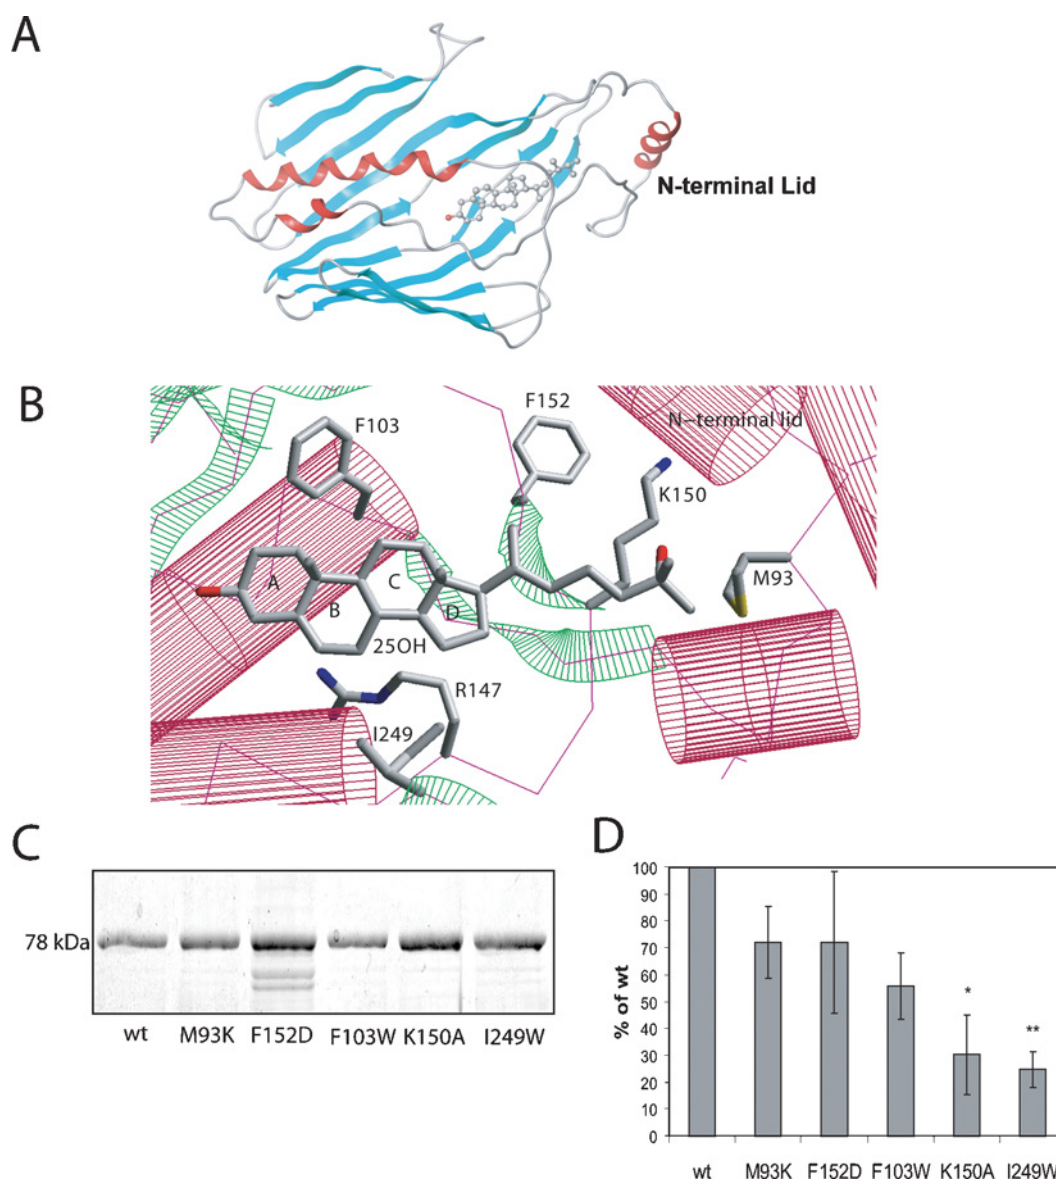 A
N-terminal Lid
B
F103
F152
N-terminal lid
K150
M93
A
B
C
D
25OH
R147
I249
C
78 kDa
wt M93K F152D F103W K150A I249W
D
% of wt
100
90
80
70
60
50
40
30
20
10
0
*
**
wt M93K F152D F103W K150A I249W